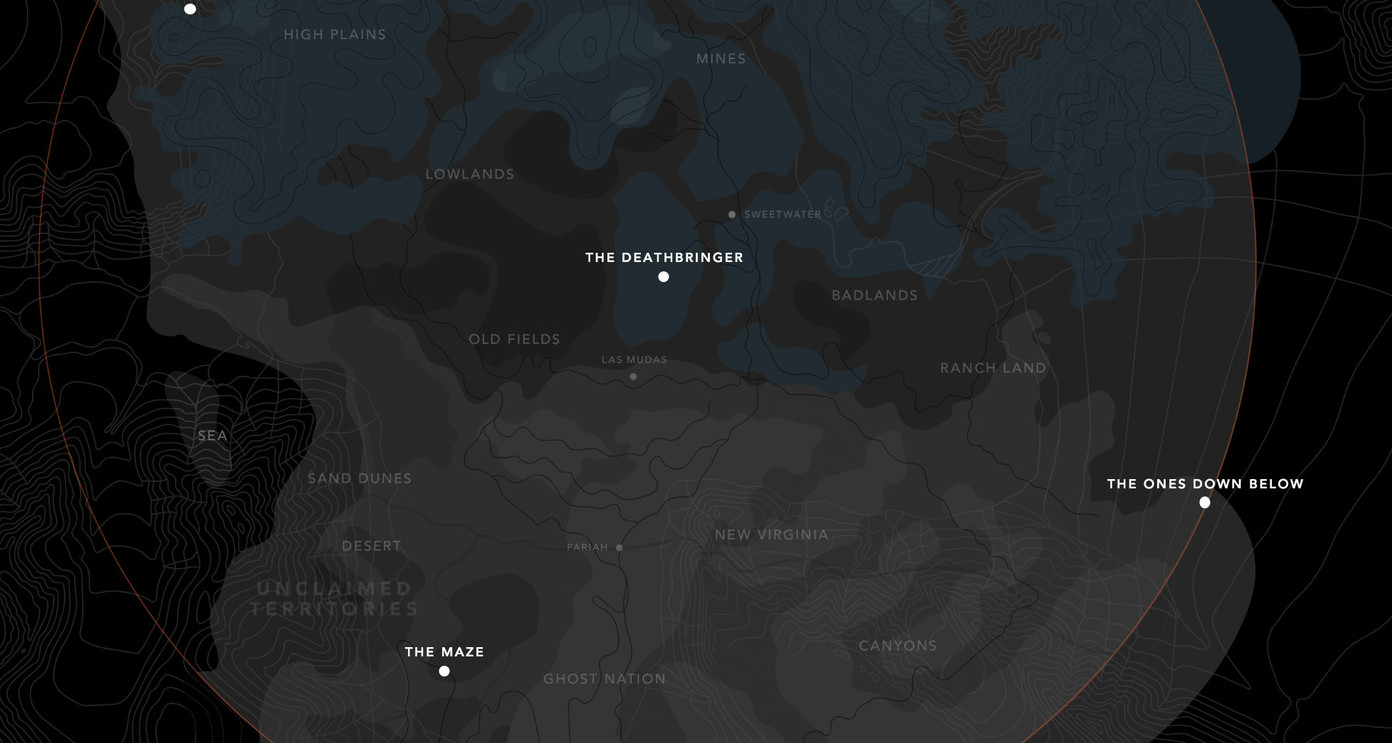 HIGH PLAINS
MINES
LOWLANDS
SWEETWATER
THE DEATHBRINGER
BADLANDS
OLD FIELDS
LAS MUDAS
RANCH LAND
SEA
SAND DUNES
THE ONES DOWN BELOW
NEW VIRGINIA
DESERT
PARIAH
UNCLAIMED
TERRITORIES
CANYONS
THE MAZE
GHOST NATION